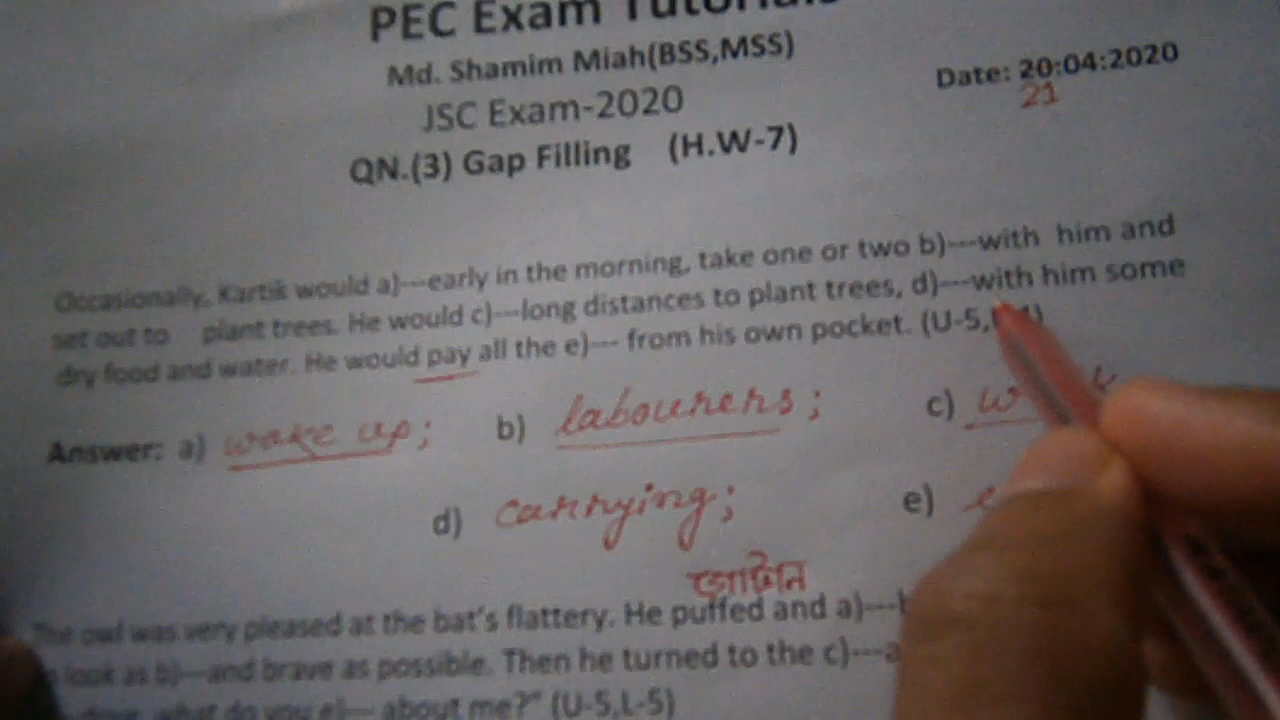 PEC Exam Tutorials
Md. Shamim Miah(BSS,MSS)
Date: 20:04:2020
21
JSC Exam-2020
QN.(3) Gap Filling (H.W-7)
Occasionally, Kartik would a)---early in the morning, take one or two b)---with him and
set out to plant trees. He would c)---long distances to plant trees, d)---with him some
dry food and water. He would pay all the e)--- from his own pocket. (U-5,
Answer: a) wake up; b) labourers; c)
d) carrying; e)
The owl was very pleased at the bat's flattery. He puffed and a)---
look as b)---and brave as possible. Then he turned to the c)---
what do you e)--- about me?" (U-5,L-5)